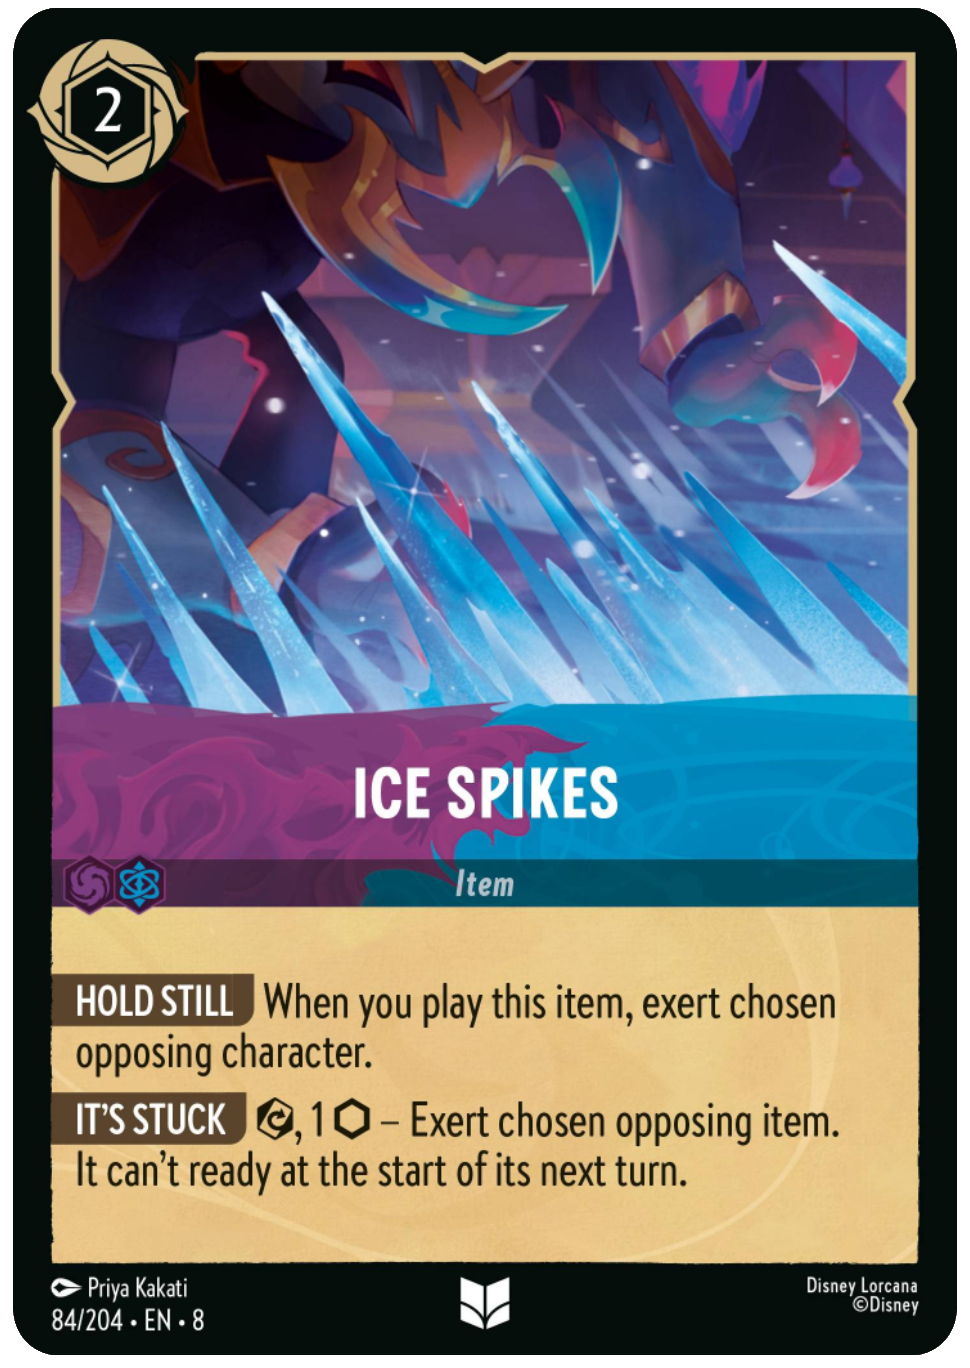 2
ICE SPIKES
Item
HOLD STILL When you play this item, exert chosen
opposing character.
IT'S STUCK , 1 – Exert chosen opposing item.
It can't ready at the start of its next turn.
Priya Kakati
Disney Lorcana
84/204 • EN • 8
©Disney